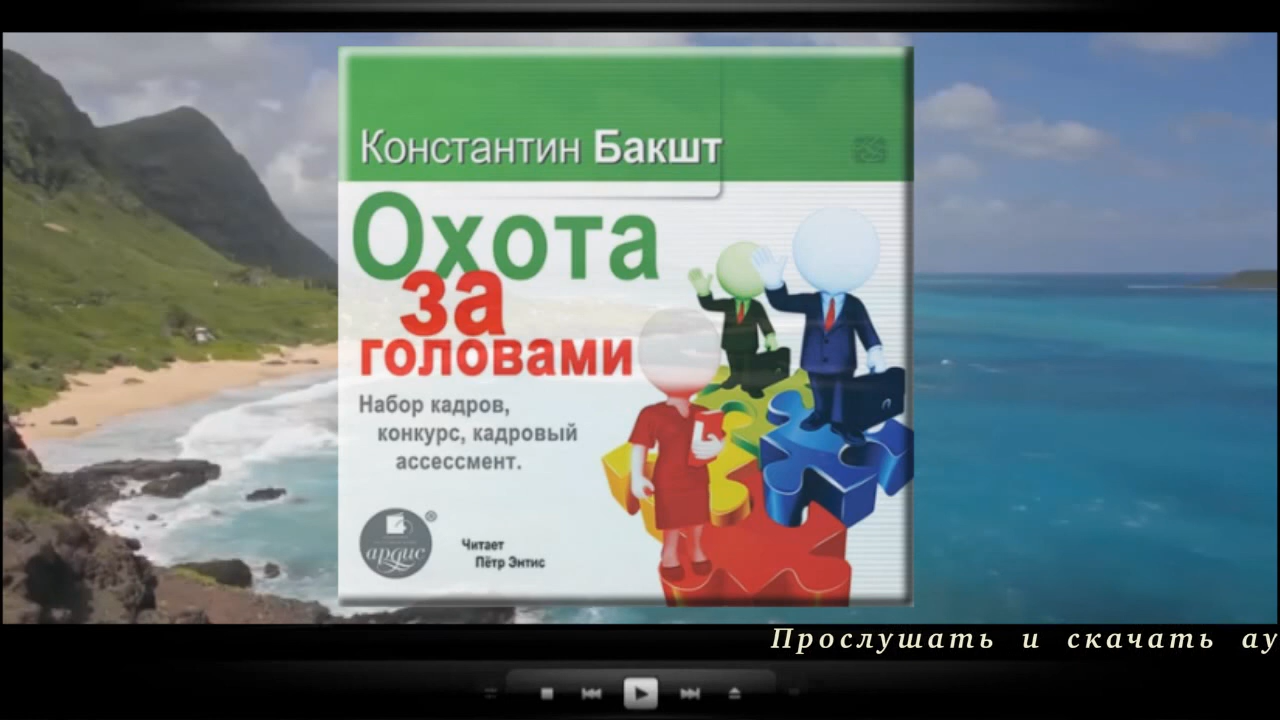 Константин Бакшт
Охота
за
головами
Набор кадров,
конкурс, кадровый
ассессмент.
ардис ®
Читает
Пётр Энтис
Прослушать и скачать ау